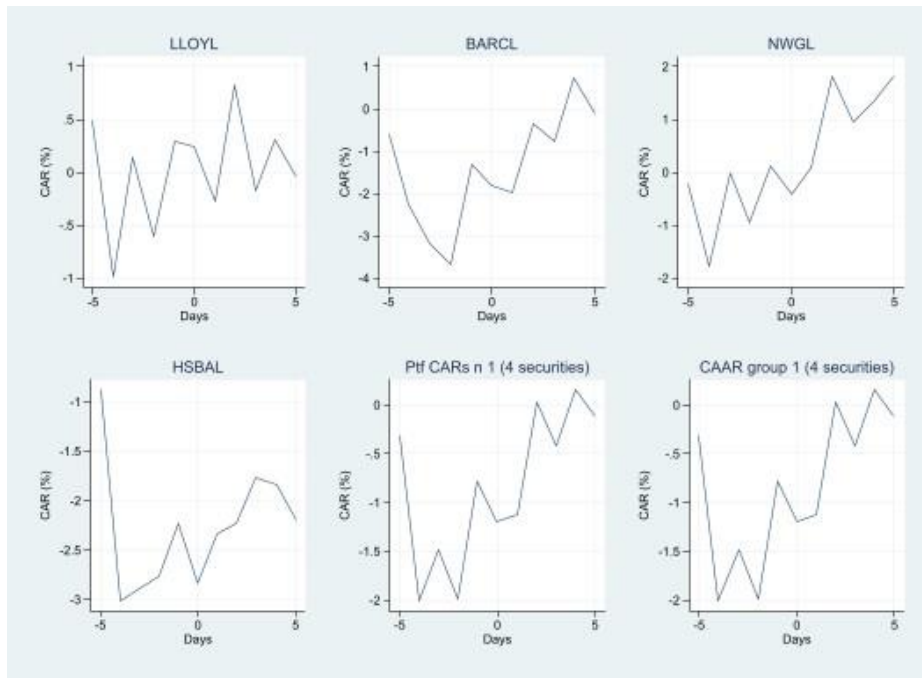 LLOYL
BARCL
NWGL
CAR (%)
1
.5
0
-.5
-1
-5
0
5
Days
CAR (%)
1
0
-1
-2
-3
-4
-5
0
5
Days
CAR (%)
2
1
0
-1
-2
-5
0
5
Days
HSBAL
Ptf CARs n 1 (4 securities)
CAAR group 1 (4 securities)
CAR (%)
-1
-1.5
-2
-2.5
-3
-5
0
5
Days
CAR (%)
0
-.5
-1
-1.5
-2
-5
0
5
Days
CAR (%)
0
-.5
-1
-1.5
-2
-5
0
5
Days